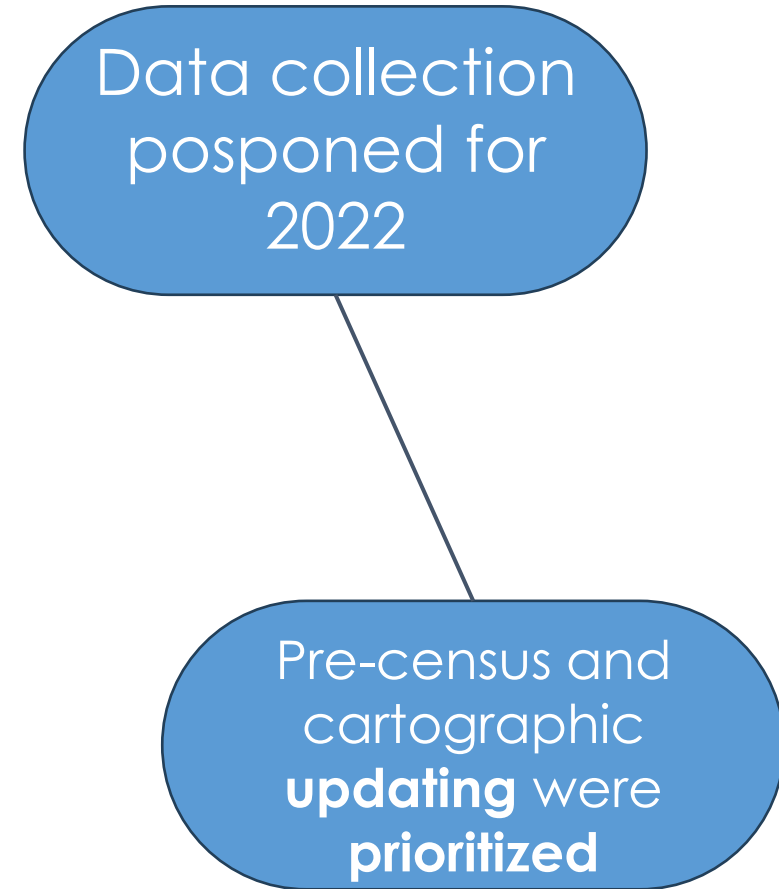 Data collection
posponed for
2022
Pre-census and
cartographic
updating were
prioritized